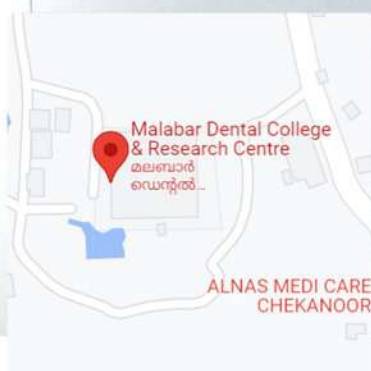 Malabar Dental College
& Research Centre
മലബാർ
ഡെന്റൽ...
ALNAS MEDI CARE
CHEKANOOR